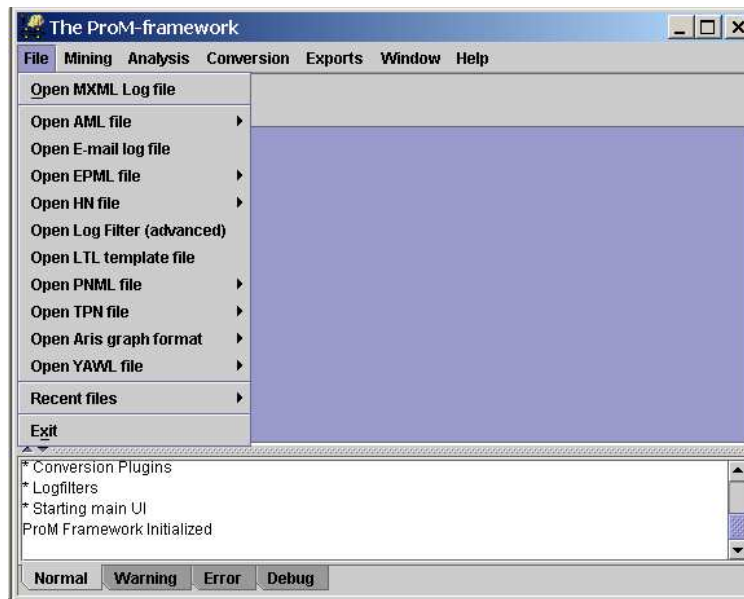 The ProM-framework
File Mining Analysis Conversion Exports Window Help
Open MXML Log file
Open AML file
Open E-mail log file
Open EPML file
Open HN file
Open Log Filter (advanced)
Open LTL template file
Open PNML file
Open TPN file
Open Aris graph format
Open YAWL file
Recent files
Exit
* Conversion Plugins
* Logfilters
* Starting main UI
ProM Framework Initialized
Normal Warning Error Debug